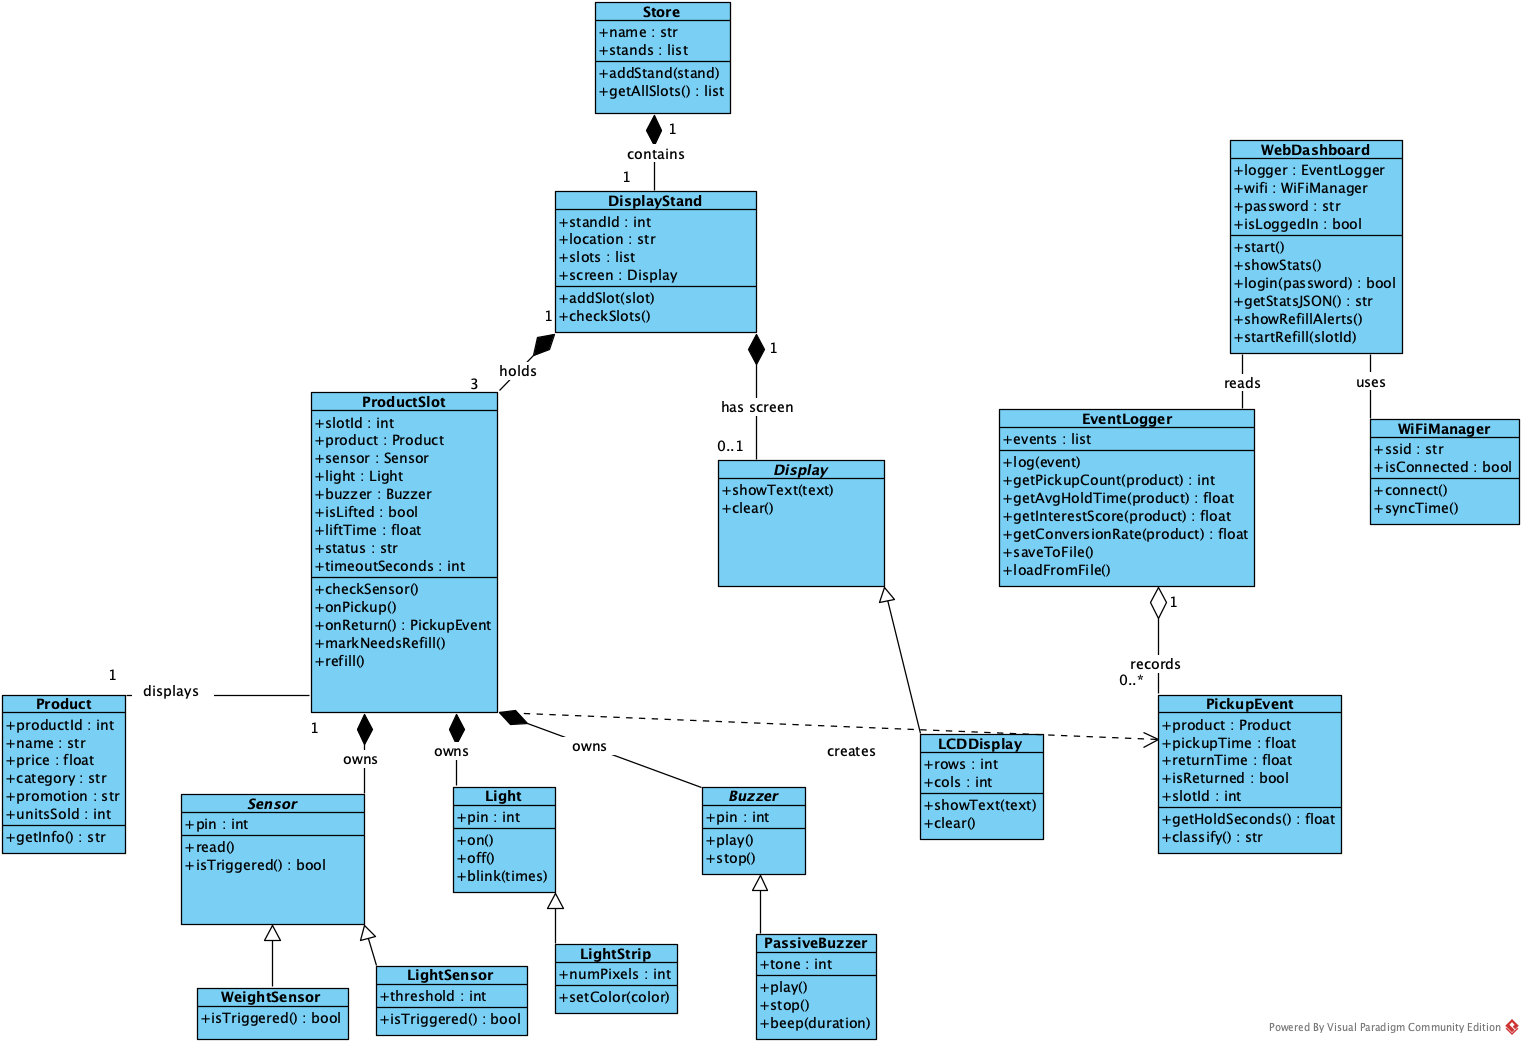 Store
+name : str
+stands : list
+addStand(stand)
+getAllSlots() : list
1
contains
1
DisplayStand
+standId : int
+location : str
+slots : list
+screen : Display
+addSlot(slot)
+checkSlots()
1
holds
3
1
has screen
0..1
ProductSlot
+slotId : int
+product : Product
+sensor : Sensor
+light : Light
+buzzer : Buzzer
+isLifted : bool
+liftTime : float
+status : str
+timeoutSeconds : int
+checkSensor()
+onPickup()
+onReturn() : PickupEvent
+markNeedsRefill()
+refill()
Display
+showText(text)
+clear()
WebDashboard
+logger : EventLogger
+wifi : WiFiManager
+password : str
+isLoggedIn : bool
+start()
+showStats()
+login(password) : bool
+getStatsJSON() : str
+showRefillAlerts()
+startRefill(slotId)
reads
uses
EventLogger
+events : list
+log(event)
+getPickupCount(product) : int
+getAvgHoldTime(product) : float
+getInterestScore(product) : float
+getConversionRate(product) : float
+saveToFile()
+loadFromFile()
WiFiManager
+ssid : str
+isConnected : bool
+connect()
+syncTime()
1
records
0..*
1
displays
1
Product
+productId : int
+name : str
+price : float
+category : str
+promotion : str
+unitsSold : int
+getInfo() : str
owns
owns
owns
creates
LCDDisplay
+rows : int
+cols : int
+showText(text)
+clear()
PickupEvent
+product : Product
+pickupTime : float
+returnTime : float
+isReturned : bool
+slotId : int
+getHoldSeconds() : float
+classify() : str
Sensor
+pin : int
+read()
+isTriggered() : bool
Light
+pin : int
+on()
+off()
+blink(times)
Buzzer
+pin : int
+play()
+stop()
WeightSensor
+isTriggered() : bool
LightSensor
+threshold : int
+isTriggered() : bool
LightStrip
+numPixels : int
+setColor(color)
PassiveBuzzer
+tone : int
+play()
+stop()
+beep(duration)
Powered By Visual Paradigm Community Edition